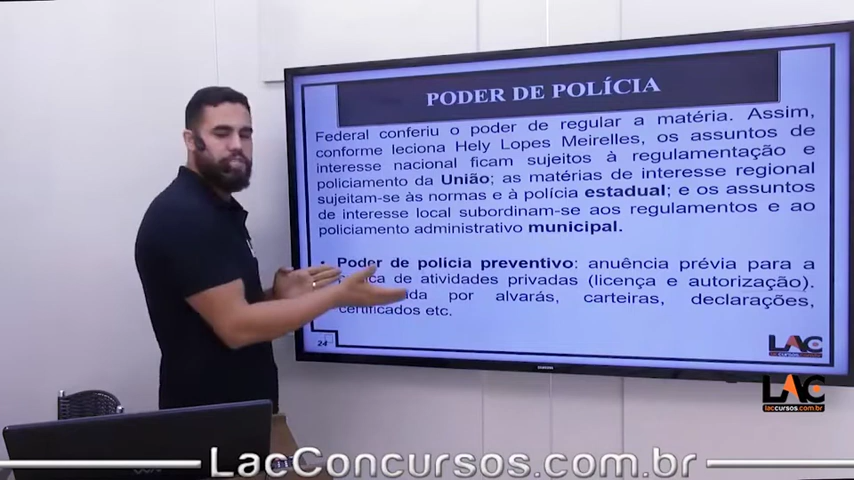 PODER DE POLÍCIA
Federal conferiu o poder de regular a matéria. Assim,
conforme leciona Hely Lopes Meirelles, os assuntos de
interesse nacional ficam sujeitos à regulamentação e
policiamento da União; as matérias de interesse regional
sujeitam-se às normas e à polícia estadual; e os assuntos
de interesse local subordinam-se aos regulamentos e ao
policiamento administrativo municipal.
• Poder de polícia preventivo: anuência prévia para a
de atividades privadas (licença e autorização).
por alvarás, carteiras, declarações,
certificados etc.
24
LAC
LAC
laccursos.com.br
LacConcursos.com.br